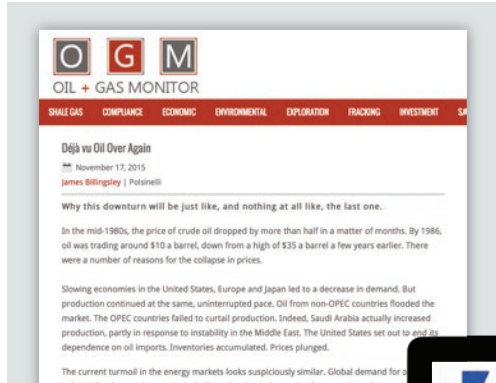 O G M
OIL + GAS MONITOR
SHALE GAS COMPLIANCE ECONOMIC ENVIRONMENTAL EXPLORATION FRACKING INVESTMENT
Déjà vu Oil Over Again
November 17, 2015
James Billingsley | Polsinelli
Why this downturn will be just like, and nothing at all like, the last one.
In the mid-1980s, the price of crude oil dropped by more than half in a matter of months. By 1986,
oil was trading around $10 a barrel, down from a high of $35 a barrel a few years earlier. There
were a number of reasons for the collapse in prices.
Slowing economies in the United States, Europe and Japan led to a decrease in demand. But
production continued at the same, uninterrupted pace. Oil from non-OPEC countries flooded the
market. The OPEC countries failed to curtail production. Indeed, Saudi Arabia actually increased
production, partly in response to instability in the Middle East, The United States set out to end its
dependence on oil imports. Inventories accumulated. Prices plunged.
The current turmoil in the energy markets looks suspiciously similar. Global demand for